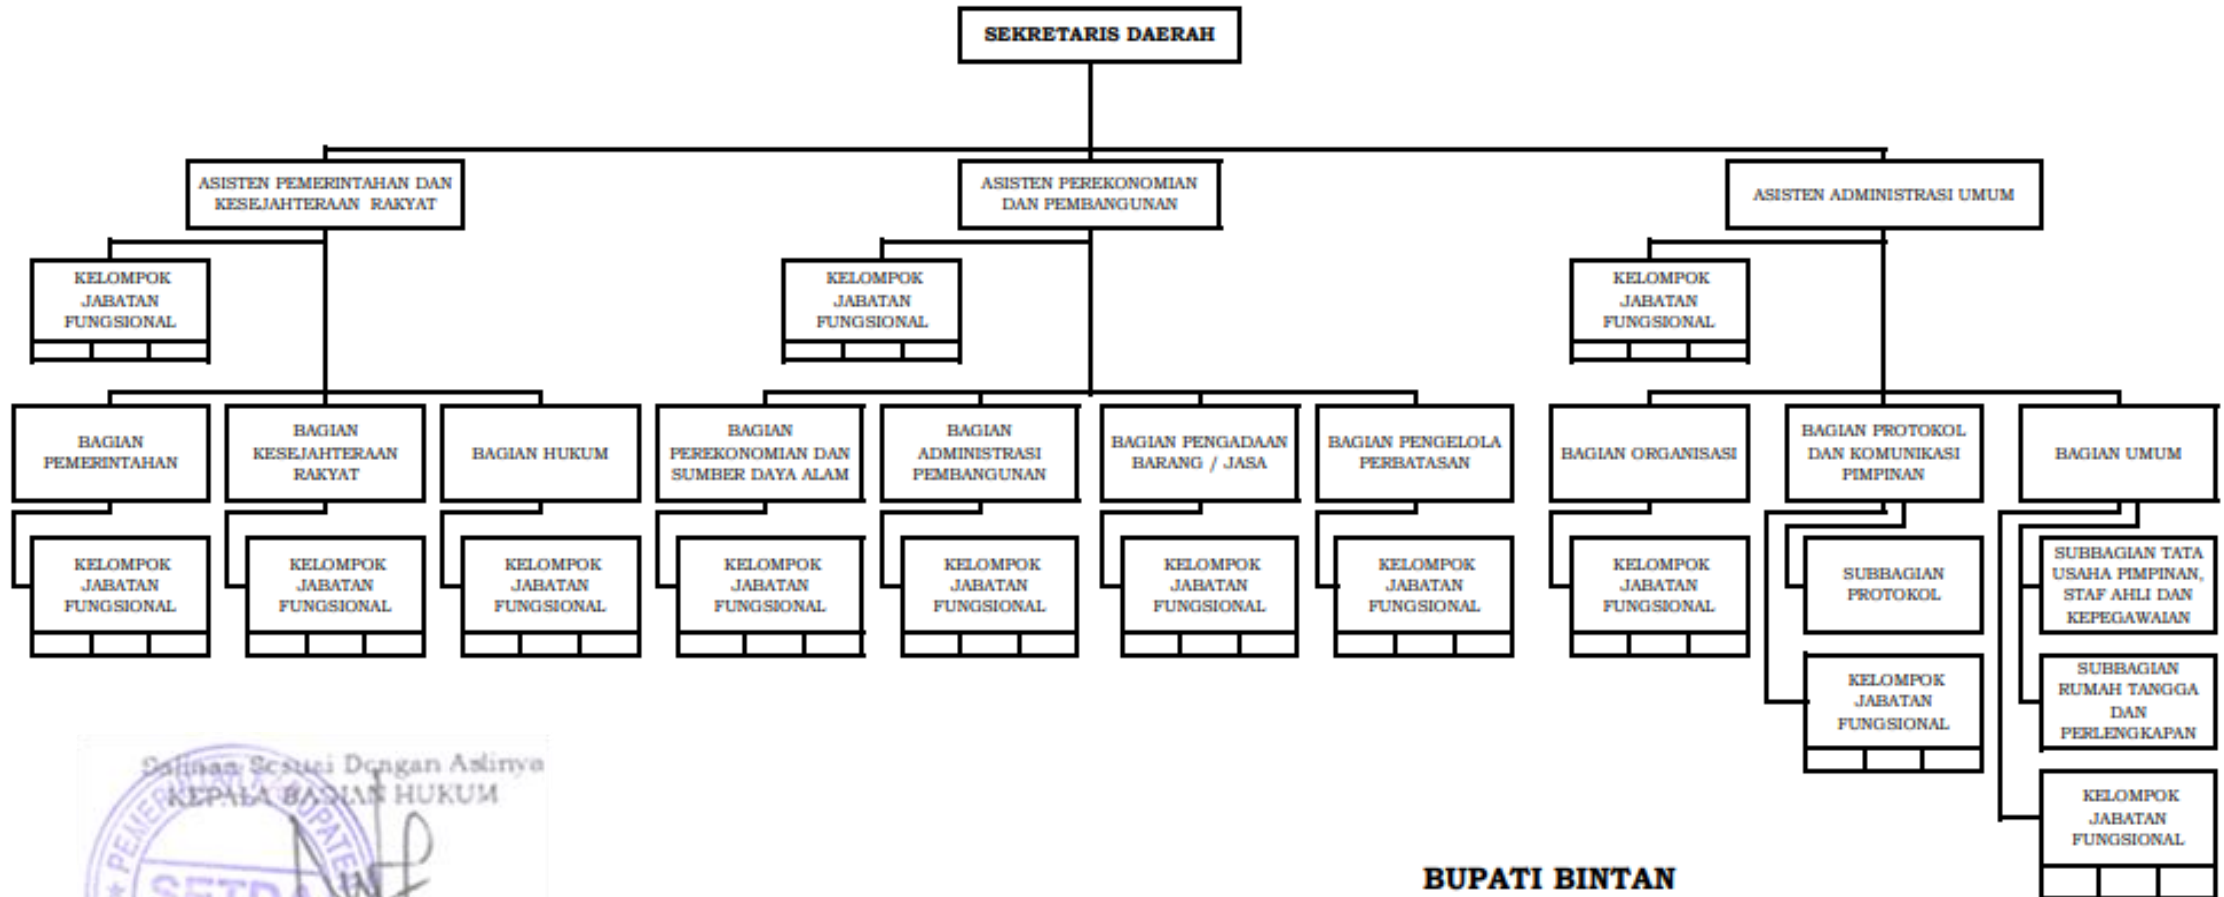 SEKRETARIS DAERAH
ASISTEN PEMERINTAHAN DAN
KESEJAHTERAAN RAKYAT
ASISTEN PEREKONOMIAN
DAN PEMBANGUNAN
ASISTEN ADMINISTRASI UMUM
KELOMPOK
JABATAN
FUNGSIONAL
KELOMPOK
JABATAN
FUNGSIONAL
KELOMPOK
JABATAN
FUNGSIONAL
BAGIAN
PEMERINTAHAN
BAGIAN
KESEJAHTERAAN
RAKYAT
BAGIAN HUKUM
BAGIAN
PEREKONOMIAN DAN
SUMBER DAYA ALAM
BAGIAN
ADMINISTRASI
PEMBANGUNAN
BAGIAN PENGADAAN
BARANG / JASA
BAGIAN PENGELOLA
PERBATASAN
BAGIAN ORGANISASI
BAGIAN PROTOKOL
DAN KOMUNIKASI
PIMPINAN
BAGIAN UMUM
KELOMPOK
JABATAN
FUNGSIONAL
KELOMPOK
JABATAN
FUNGSIONAL
KELOMPOK
JABATAN
FUNGSIONAL
KELOMPOK
JABATAN
FUNGSIONAL
KELOMPOK
JABATAN
FUNGSIONAL
KELOMPOK
JABATAN
FUNGSIONAL
KELOMPOK
JABATAN
FUNGSIONAL
KELOMPOK
JABATAN
FUNGSIONAL
SUBBAGIAN
PROTOKOL
SUBBAGIAN TATA
USAHA PIMPINAN,
STAF AHLI DAN
KEPEGAWAIAN
KELOMPOK
JABATAN
FUNGSIONAL
SUBBAGIAN
RUMAH TANGGA
DAN
PERLENGKAPAN
KELOMPOK
JABATAN
FUNGSIONAL
Salinan Sesuai Dengan Aslinya
KEPALA BAGIAN HUKUM
BUPATI BINTAN